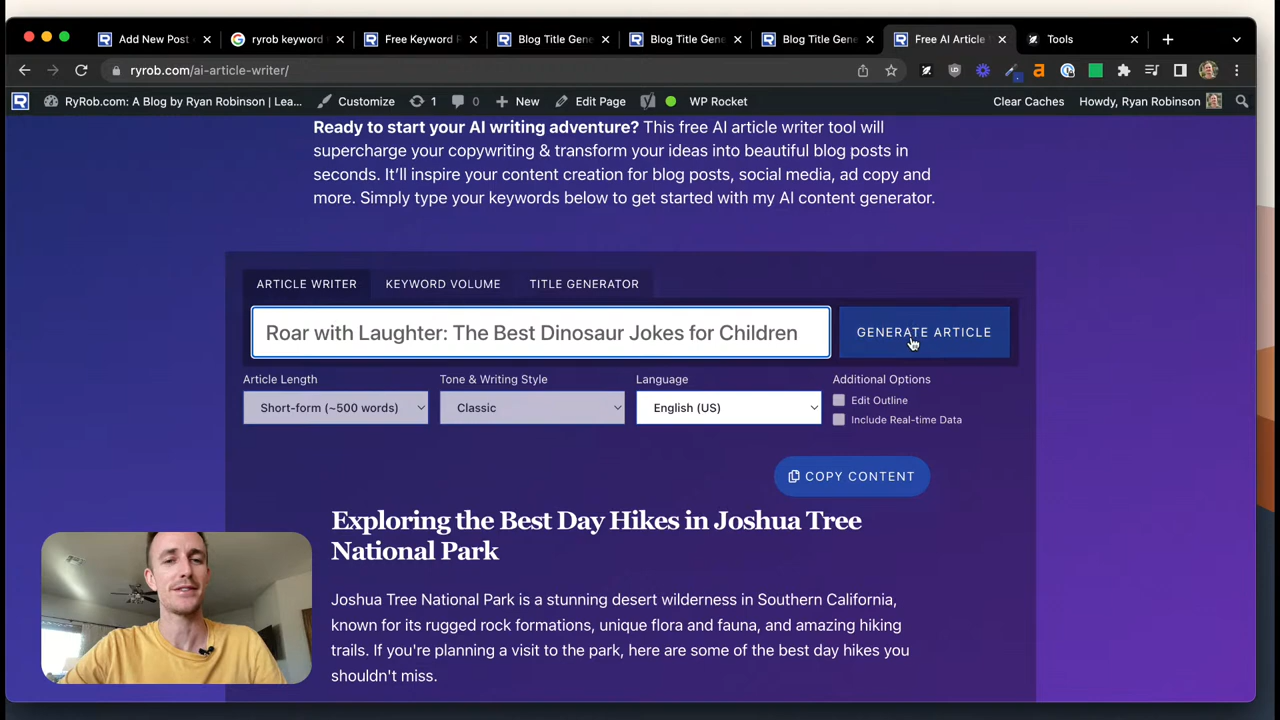 Add New Post
ryrob keyword
Free Keyword R
Blog Title Gene
Blog Title Gene
Blog Title Gene
Free AI Article
Tools
ryrob.com/ai-article-writer/
RyRob.com: A Blog by Ryan Robinson | Lea...
Customize
1
0
New
Edit Page
WP Rocket
Clear Caches
Howdy, Ryan Robinson
Ready to start your AI writing adventure? This free AI article writer tool will
supercharge your copywriting & transform your ideas into beautiful blog posts in
seconds. It'll inspire your content creation for blog posts, social media, ad copy and
more. Simply type your keywords below to get started with my AI content generator.
ARTICLE WRITER
KEYWORD VOLUME
TITLE GENERATOR
Roar with Laughter: The Best Dinosaur Jokes for Children
GENERATE ARTICLE
Article Length
Tone & Writing Style
Language
Additional Options
Short-form (~500 words)
Classic
English (US)
Edit Outline
Include Real-time Data
COPY CONTENT
Exploring the Best Day Hikes in Joshua Tree
National Park
Joshua Tree National Park is a stunning desert wilderness in Southern California,
known for its rugged rock formations, unique flora and fauna, and amazing hiking
trails. If you're planning a visit to the park, here are some of the best day hikes you
shouldn't miss.